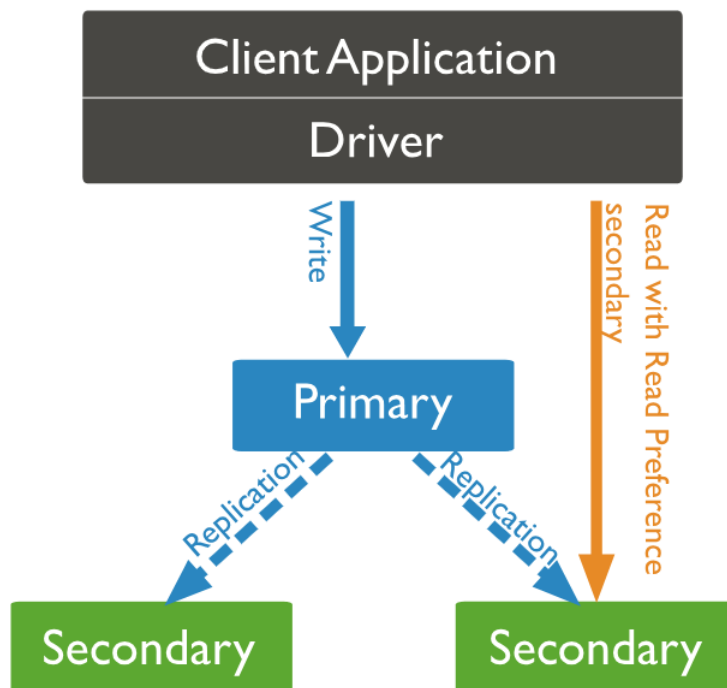 Client Application
Driver
Write
Read with Read Preference
secondary
Primary
Replication
Replication
Secondary
Secondary